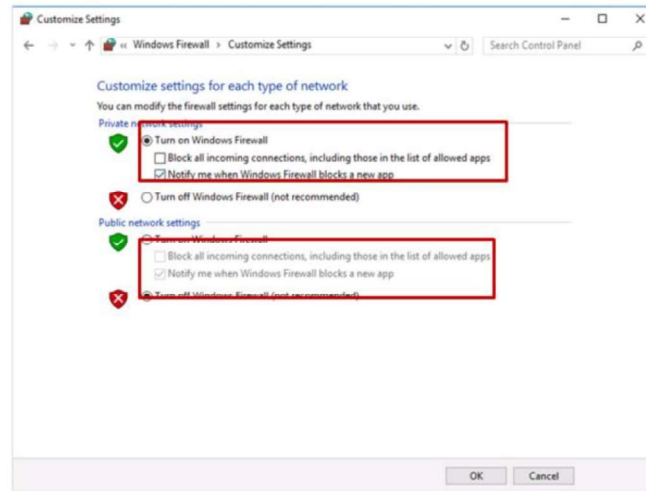 Customize Settings
« Windows Firewall > Customize Settings
Search Control Panel
Customize settings for each type of network
You can modify the firewall settings for each type of network that you use.
Private network settings
Turn on Windows Firewall
Block all incoming connections, including those in the list of allowed apps
Notify me when Windows Firewall blocks a new app
Turn off Windows Firewall (not recommended)
Public network settings
Turn on Windows Firewall
Block all incoming connections, including those in the list of allowed apps
Notify me when Windows Firewall blocks a new app
Turn off Windows Firewall (not recommended)
OK Cancel